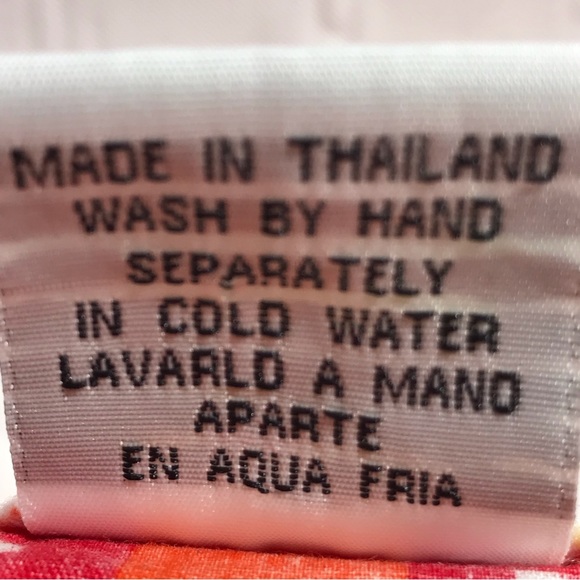 MADE IN THAILAND
WASH BY HAND
SEPARATELY
IN COLD WATER
LAVARLO A MANO
APARTE
EN AQUA FRIA